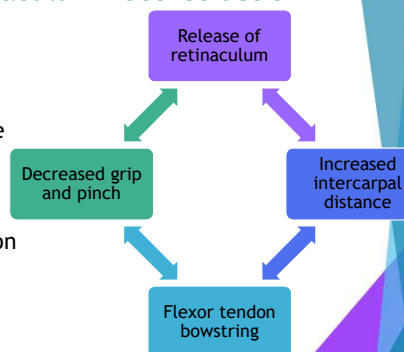 Release of
retinaculum
Decreased grip
and pinch
Increased
intercarpal
distance
Flexor tendon
bowstring